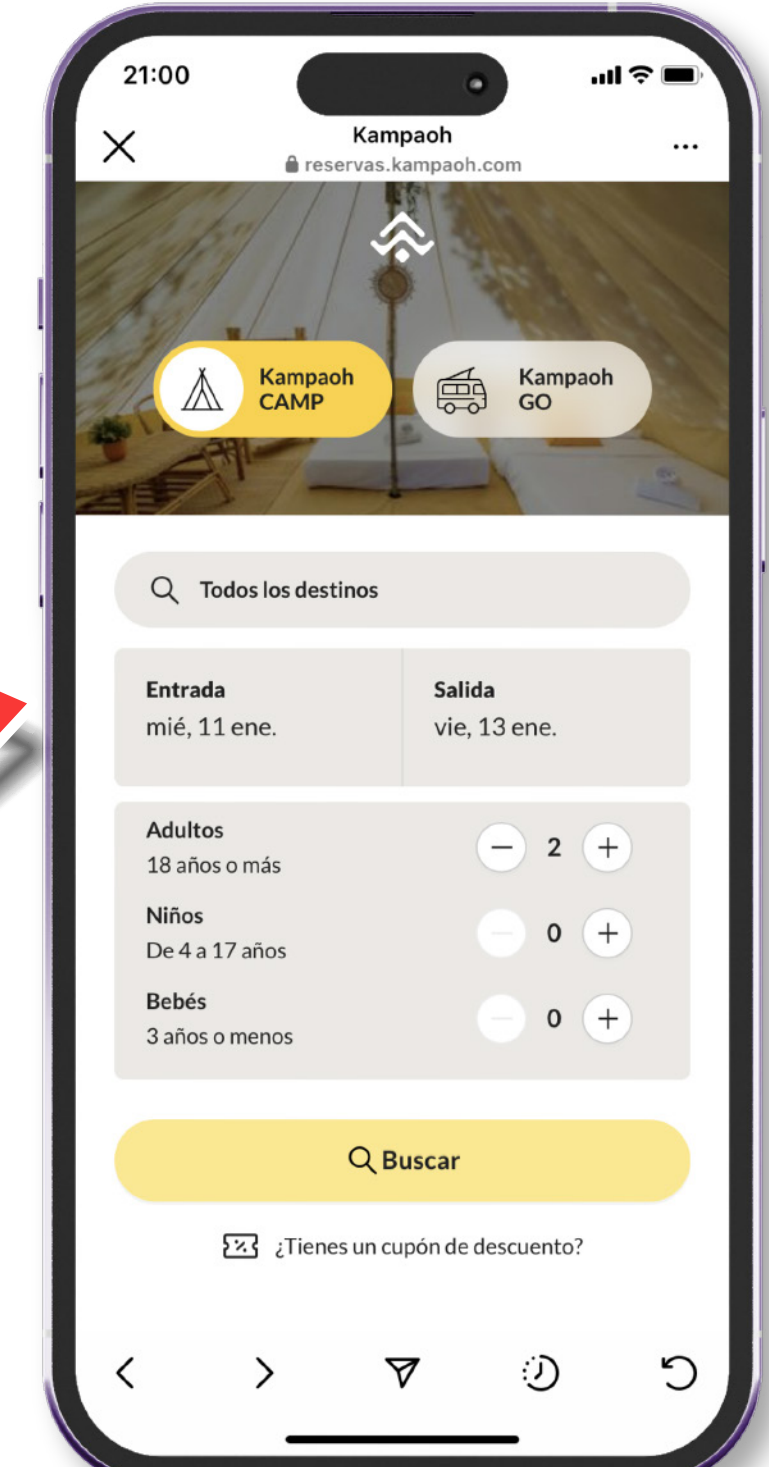 21:00
Kampaoh
reservas.kampaoh.com
Kampaoh
CAMP
Kampaoh
GO
Todos los destinos
Entrada
mié, 11 ene.
Salida
vie, 13 ene.
Adultos
18 años o más
2
Niños
De 4 a 17 años
0
Bebés
3 años o menos
0
Buscar
¿Tienes un cupón de descuento?